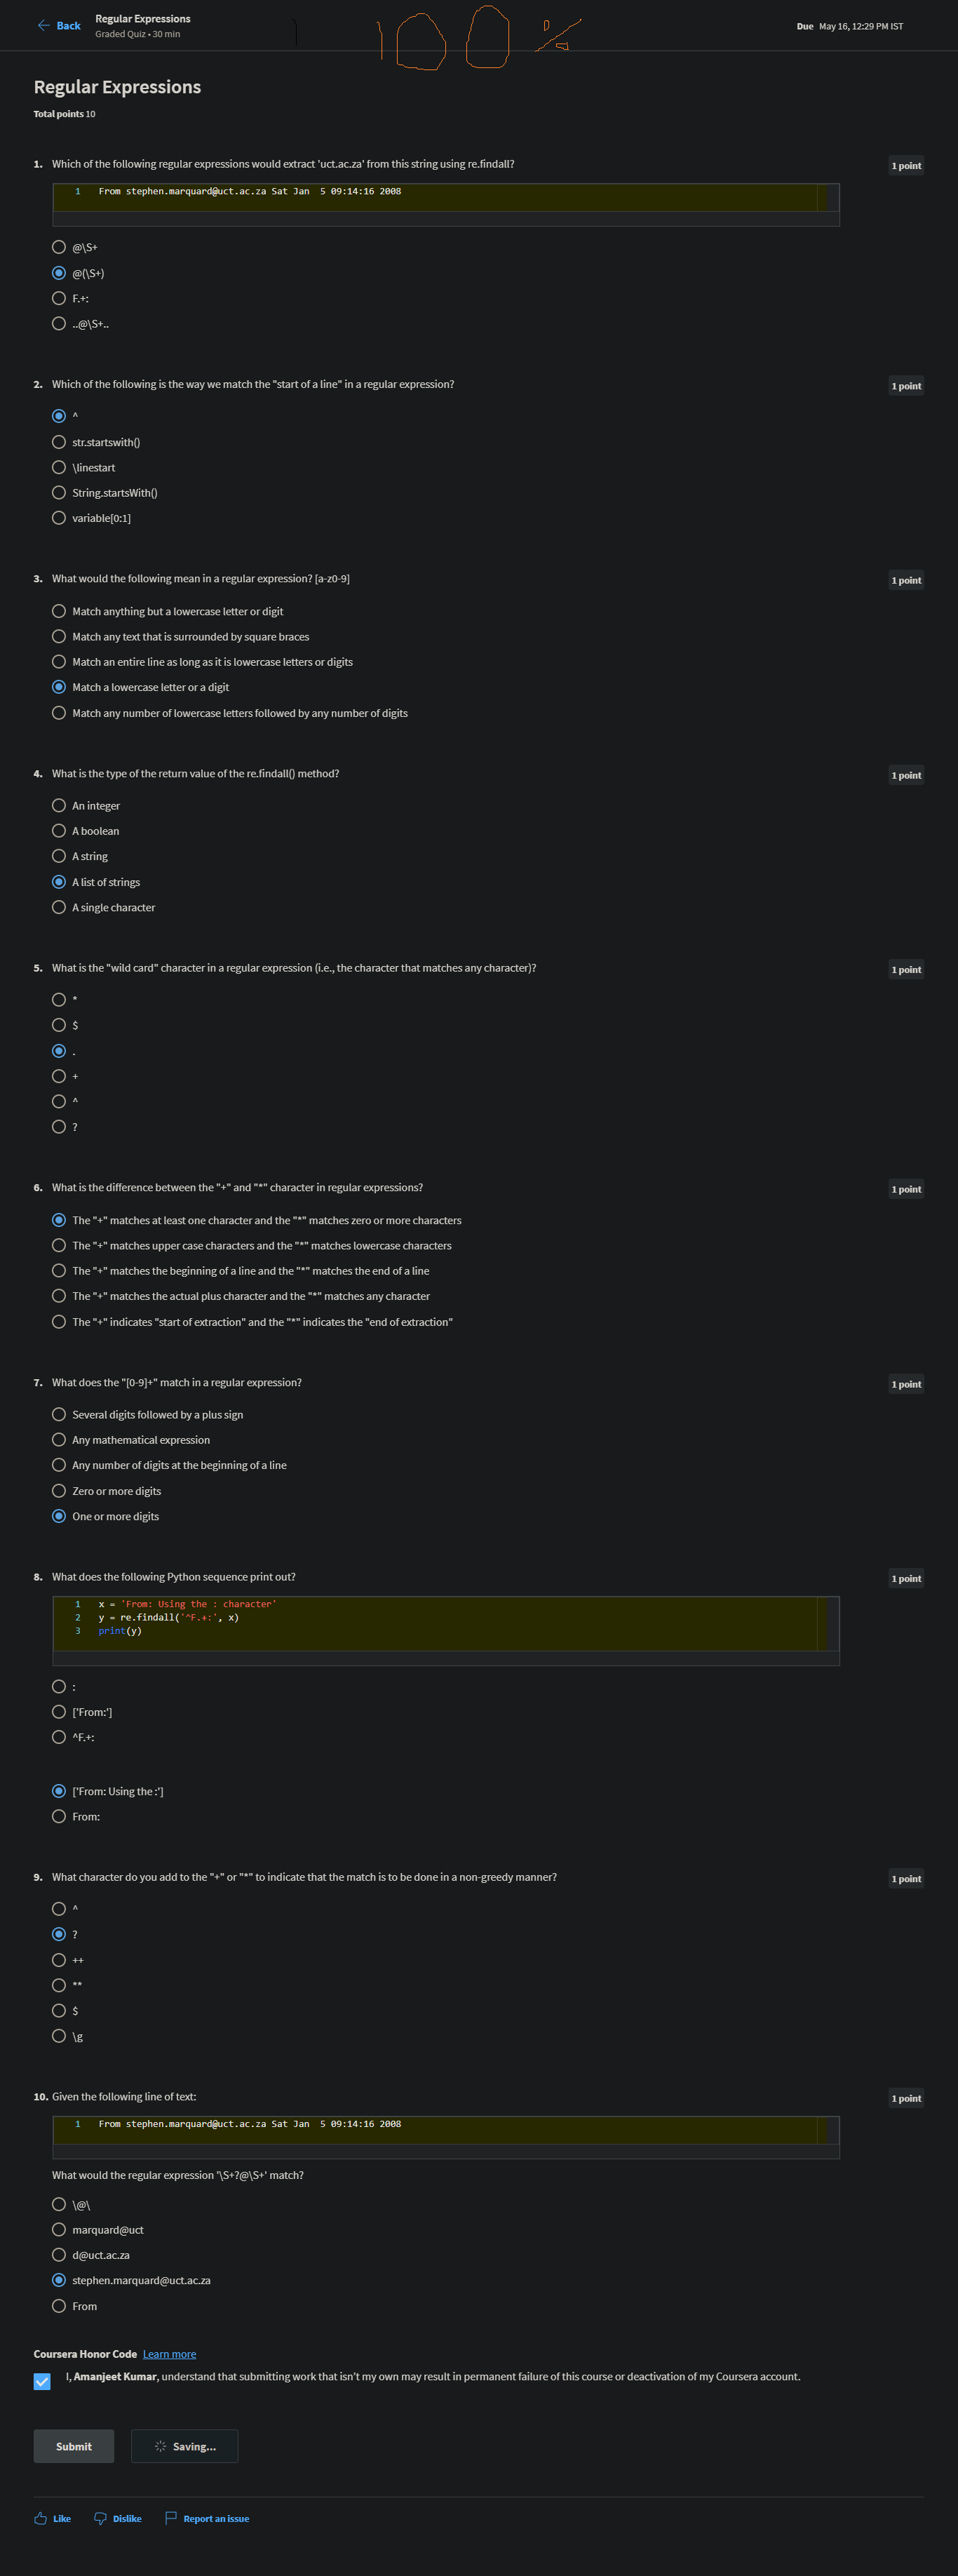 Back
Regular Expressions
Graded Quiz • 30 min
100%
Due May 16, 12:29 PM IST
Regular Expressions
Total points 10
1. Which of the following regular expressions would extract 'uct.ac.za' from this string using re.findall?
1 point
1 From stephen.marquard@uct.ac.za Sat Jan  5 09:14:16 2008
@\S+
@(\S+)
F.+:
..@\S+..
2. Which of the following is the way we match the "start of a line" in a regular expression?
1 point
^
str.startswith()
\linestart
String.startsWith()
variable[0:1]
3. What would the following mean in a regular expression? [a-z0-9]
1 point
Match anything but a lowercase letter or digit
Match any text that is surrounded by square braces
Match an entire line as long as it is lowercase letters or digits
Match a lowercase letter or a digit
Match any number of lowercase letters followed by any number of digits
4. What is the type of the return value of the re.findall() method?
1 point
An integer
A boolean
A string
A list of strings
A single character
5. What is the "wild card" character in a regular expression (i.e., the character that matches any character)?
1 point
*
$
.
+
^
?
6. What is the difference between the "+" and "*" character in regular expressions?
1 point
The "+" matches at least one character and the "*" matches zero or more characters
The "+" matches upper case characters and the "*" matches lowercase characters
The "+" matches the beginning of a line and the "*" matches the end of a line
The "+" matches the actual plus character and the "*" matches any character
The "+" indicates "start of extraction" and the "*" indicates the "end of extraction"
7. What does the "[0-9]+" match in a regular expression?
1 point
Several digits followed by a plus sign
Any mathematical expression
Any number of digits at the beginning of a line
Zero or more digits
One or more digits
8. What does the following Python sequence print out?
1 point
1 x = 'From: Using the : character'
2 y = re.findall('^F.+:', x)
3 print(y)
:
['From:']
^F.+:
['From: Using the :']
From:
9. What character do you add to the "+" or "*" to indicate that the match is to be done in a non-greedy manner?
1 point
^
?
++
**
$
\g
10. Given the following line of text:
1 point
1 From stephen.marquard@uct.ac.za Sat Jan  5 09:14:16 2008
What would the regular expression '\S+?@\S+' match?
\@\
marquard@uct
d@uct.ac.za
stephen.marquard@uct.ac.za
From
Coursera Honor Code Learn more
I, Amanjeet Kumar, understand that submitting work that isn't my own may result in permanent failure of this course or deactivation of my Coursera account.
Submit
Saving...
Like
Dislike
Report an issue